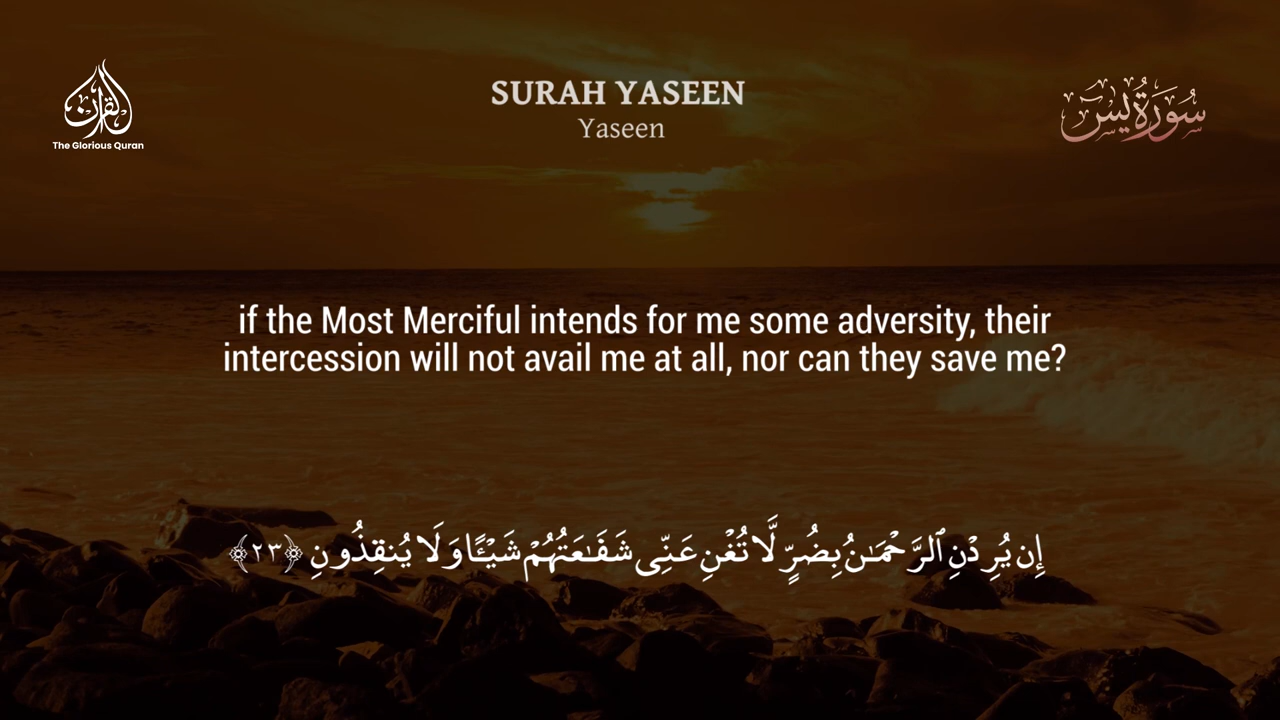 القرآن
The Glorious Quran
SURAH YASEEN
Yaseen
سُورَةُ يس
if the Most Merciful intends for me some adversity, their
intercession will not avail me at all, nor can they save me?
إِن يُرِدْنِ ٱلرَّحْمَـٰنُ بِضُرٍّ لَّا تُغْنِ عَنِّى شَفَـٰعَتُهُمْ شَيْـًٔا وَلَا يُنقِذُونِ ﴿٢٣﴾